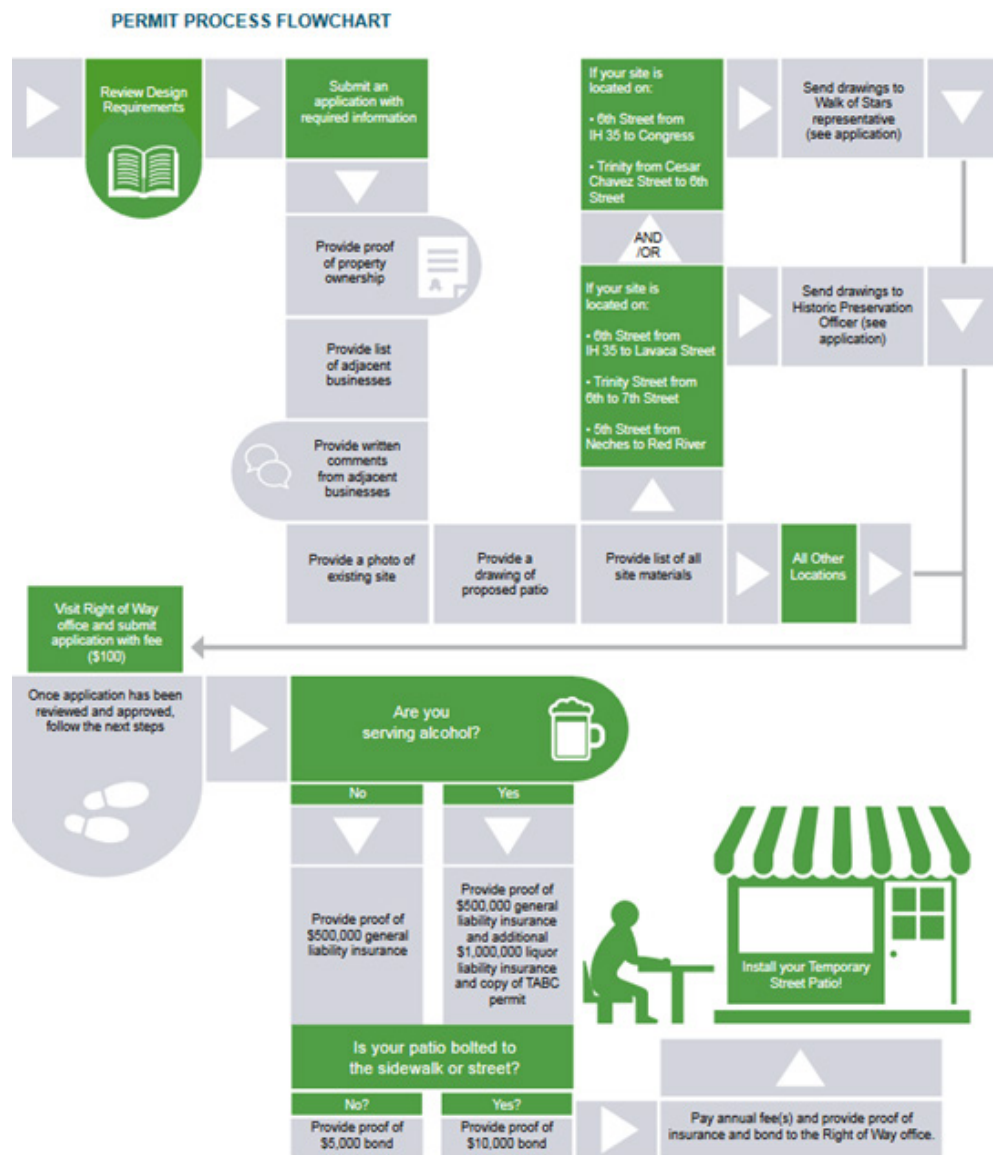 PERMIT PROCESS FLOWCHART
Review Design
Requirements
Submit an
application with
required information
Provide proof
of property
ownership
A
Provide list
of adjacent
businesses
Provide written
comments
from adjacent
businesses
Provide a photo of
existing site
Provide a
drawing of
proposed patio
Provide list of all
site materials
If your site is
located on:
• 6th Street from
IH 35 to Congress
• Trinity from Cesar
Chavez Street to 6th
Street
Send drawings to
Walk of Stars
representative
(see application)
AND
/OR
If your site is
located on:
• 6th Street from
IH 35 to Lavaca Street
• Trinity Street from
6th to 7th Street
• 5th Street from
Neches to Red River
Send drawings to
Historic Preservation
Officer (see
application)
All Other
Locations
Visit Right of Way
office and submit
application with fee
($100)
Once application has been
reviewed and approved,
follow the next steps
Are you
serving alcohol?
No
Yes
Provide proof of
$500,000 general
liability insurance
Provide proof of
$500,000 general
liability insurance
and additional
$1,000,000 liquor
liability insurance
and copy of TABC
permit
Is your patio bolted to
the sidewalk or street?
No?
Yes?
Provide proof of
$5,000 bond
Provide proof of
$10,000 bond
Pay annual fee(s) and provide proof of
insurance and bond to the Right of Way office.
Install your Temporary
Street Patio!